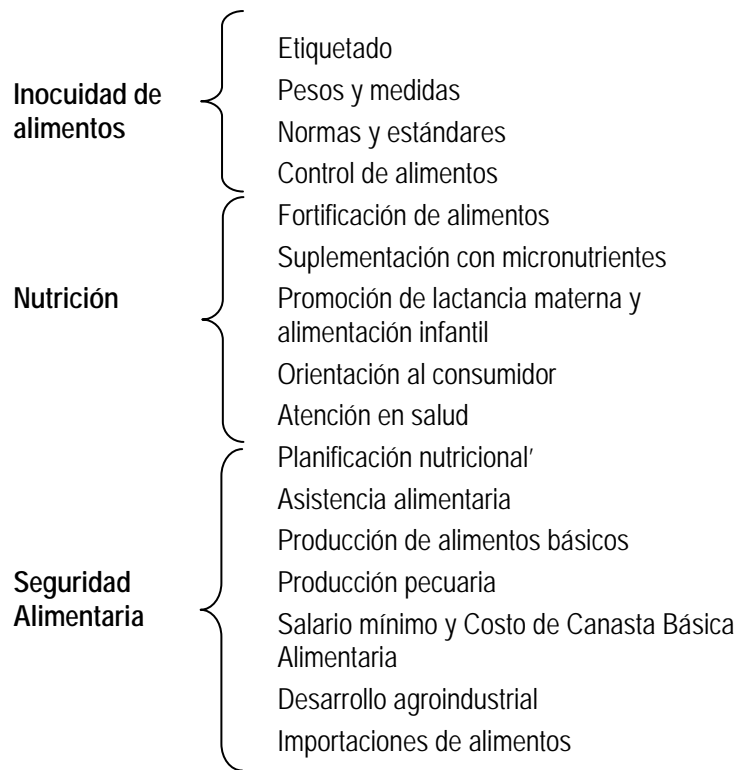 Inocuidad de
alimentos
Etiquetado
Pesos y medidas
Normas y estándares
Control de alimentos
Nutrición
Fortificación de alimentos
Suplementación con micronutrientes
Promoción de lactancia materna y
alimentación infantil
Orientación al consumidor
Atención en salud
Seguridad
Alimentaria
Planificación nutricional’
Asistencia alimentaria
Producción de alimentos básicos
Producción pecuaria
Salario mínimo y Costo de Canasta Básica
Alimentaria
Desarrollo agroindustrial
Importaciones de alimentos